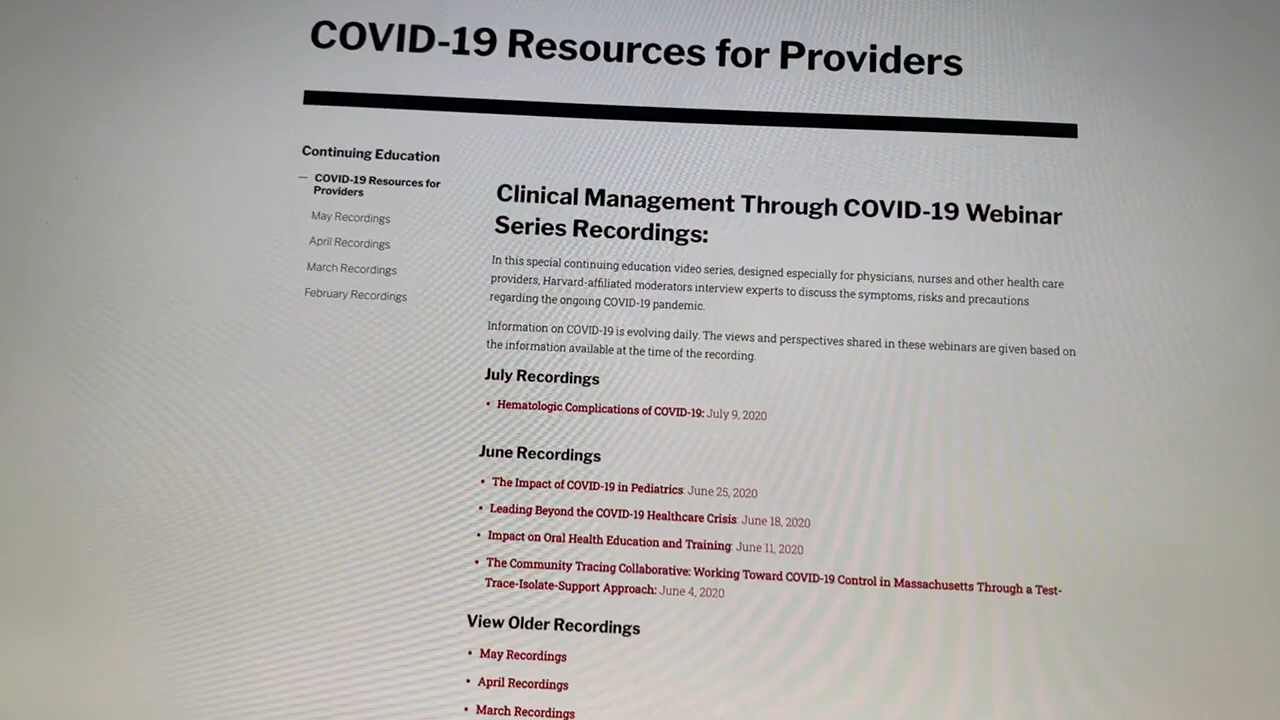 COVID-19 Resources for Providers
Continuing Education
— COVID-19 Resources for
Providers
May Recordings
April Recordings
March Recordings
February Recordings
Clinical Management Through COVID-19 Webinar
Series Recordings:
In this special continuing education video series, designed especially for physicians, nurses and other health care
providers, Harvard-affiliated moderators interview experts to discuss the symptoms, risks and precautions
regarding the ongoing COVID-19 pandemic.
Information on COVID-19 is evolving daily. The views and perspectives shared in these webinars are given based on
the information available at the time of the recording.
July Recordings
• Hematologic Complications of COVID-19: July 9, 2020
June Recordings
• The Impact of COVID-19 in Pediatrics: June 25, 2020
• Leading Beyond the COVID-19 Healthcare Crisis: June 18, 2020
• Impact on Oral Health Education and Training: June 11, 2020
• The Community Tracing Collaborative: Working Toward COVID-19 Control in Massachusetts Through a Test-
Trace-Isolate-Support Approach: June 4, 2020
View Older Recordings
• May Recordings
• April Recordings
• March Recordings